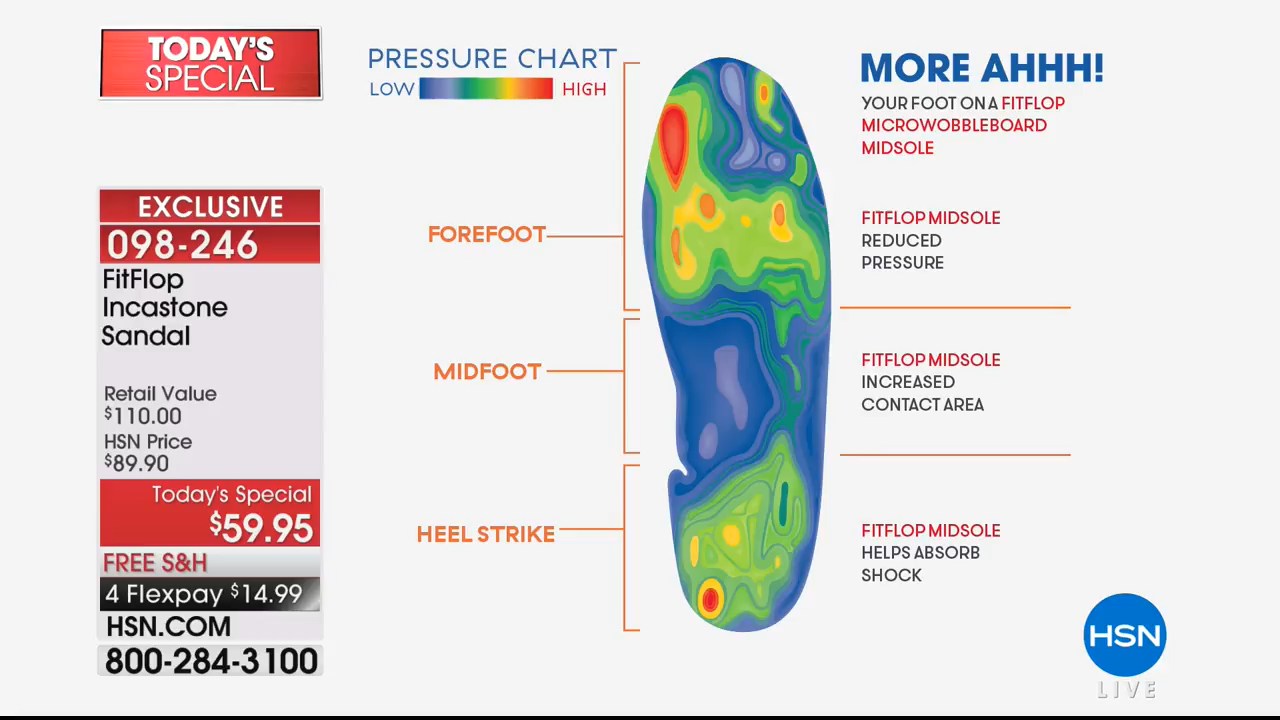 TODAY'S
SPECIAL
EXCLUSIVE
098-246
FitFlop
Incastone
Sandal
Retail Value
$110.00
HSN Price
$89.90
Today's Special
$59.95
FREE S&H
4 Flexpay $14.99
HSN.COM
800-284-3100
PRESSURE CHART
LOW HIGH
FOREFOOT
MIDFOOT
HEEL STRIKE
MORE AHHH!
YOUR FOOT ON A FITFLOP
MICROWOBBLEBOARD
MIDSOLE
FITFLOP MIDSOLE
REDUCED
PRESSURE
FITFLOP MIDSOLE
INCREASED
CONTACT AREA
FITFLOP MIDSOLE
HELPS ABSORB
SHOCK
HSN
LIVE